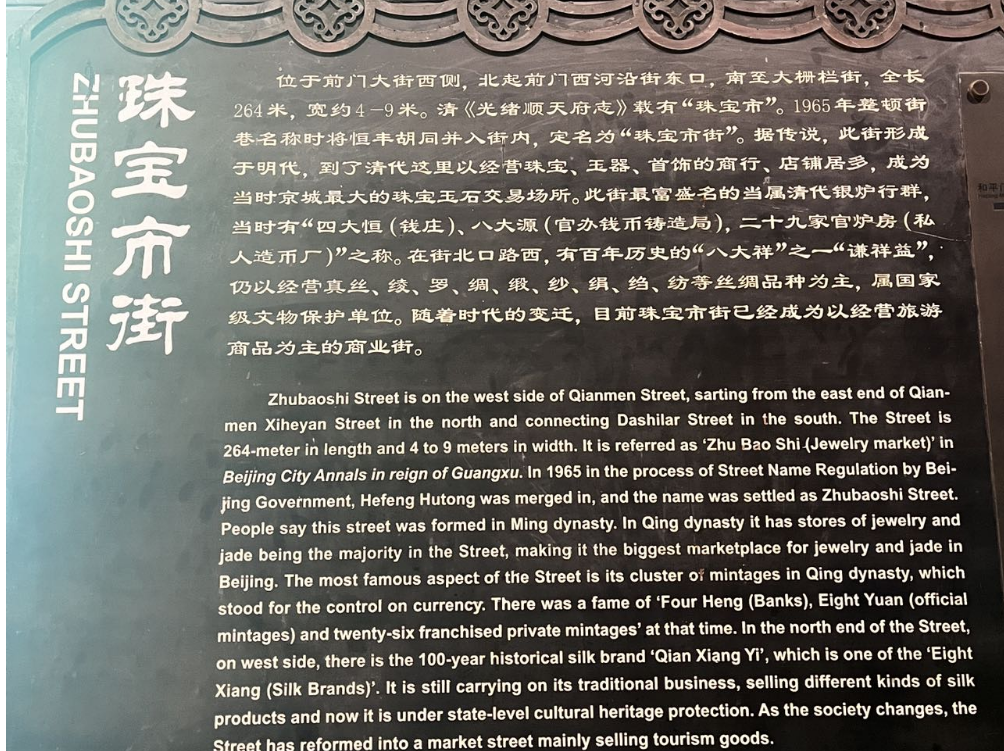 珠宝市街
ZHUBAOSHI STREET
位于前门大街西侧，北起前门西河沿街东口，南至大栅栏街，全长
264米，宽约4-9米。清《光绪顺天府志》载有“珠宝市”。1965年整顿街
巷名称时将恒丰胡同并入街内，定名为“珠宝市街”。据传说，此街形成
于明代，到了清代这里以经营珠宝、玉器、首饰的商行、店铺居多，成为
当时京城最大的珠宝玉石交易场所。此街最富盛名的当属清代银炉行群，
当时有“四大恒（钱庄）、八大源（官办钱币铸造局），二十九家官炉房（私
人造币厂）”之称。在街北口路西，有百年历史的“八大祥”之一“谦祥益”，
仍以经营真丝、绫、罗、绸、缎、纱、绢、绉、纺等丝绸品种为主，属国家
级文物保护单位。随着时代的变迁，目前珠宝市街已经成为以经营旅游
商品为主的商业街。
Zhubaoshi Street is on the west side of Qianmen Street, sarting from the east end of Qian-
men Xiheyan Street in the north and connecting Dashilar Street in the south. The Street is
264-meter in length and 4 to 9 meters in width. It is referred as ‘Zhu Bao Shi (Jewelry market)’ in
Beijing City Annals in reign of Guangxu. In 1965 in the process of Street Name Regulation by Bei-
jing Government, Hefeng Hutong was merged in, and the name was settled as Zhubaoshi Street.
People say this street was formed in Ming dynasty. In Qing dynasty it has stores of jewelry and
jade being the majority in the Street, making it the biggest marketplace for jewelry and jade in
Beijing. The most famous aspect of the Street is its cluster of mintages in Qing dynasty, which
stood for the control on currency. There was a fame of ‘Four Heng (Banks), Eight Yuan (official
mintages) and twenty-six franchised private mintages’ at that time. In the north end of the Street,
on west side, there is the 100-year historical silk brand ‘Qian Xiang Yi’, which is one of the ‘Eight
Xiang (Silk Brands)’. It is still carrying on its traditional business, selling different kinds of silk
products and now it is under state-level cultural heritage protection. As the society changes, the
Street has reformed into a market street mainly selling tourism goods.
和平门